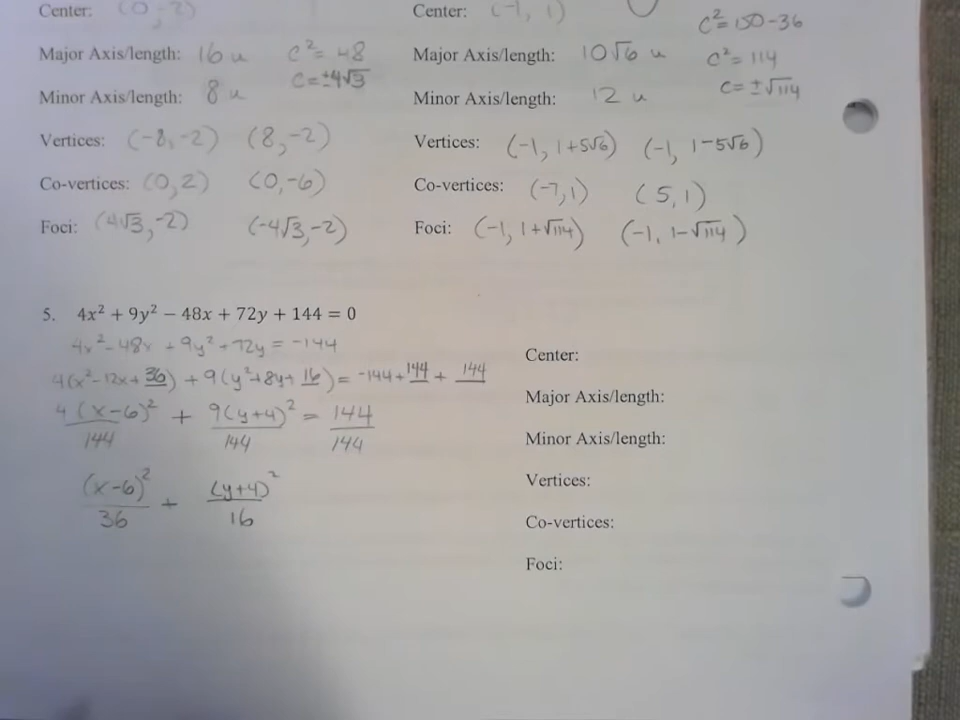 Center: (0,-2)
Major Axis/length: 16 u c²= 48
c=±4√3
Minor Axis/length: 8 u
Vertices: (-8,-2) (8,-2)
Co-vertices: (0,2) (0,-6)
Foci: (4√3,-2) (-4√3,-2)
Center: (-1, 1)
c²=150-36
Major Axis/length: 10√6 u c²= 114
c=±√114
Minor Axis/length: 12 u
Vertices: (-1, 1+5√6) (-1, 1-5√6)
Co-vertices: (-7,1) (5,1)
Foci: (-1, 1+√114) (-1, 1-√114)
5. 4x² + 9y² − 48x + 72y + 144 = 0
4x²-48x +9y²+72y = -144
4(x²-12x+36) + 9(y²+8y+16) = -144+144 + 144
4(x-6)²/144 + 9(y+4)²/144 = 144/144
(x-6)²/36 + (y+4)²/16
Center:
Major Axis/length:
Minor Axis/length:
Vertices:
Co-vertices:
Foci: